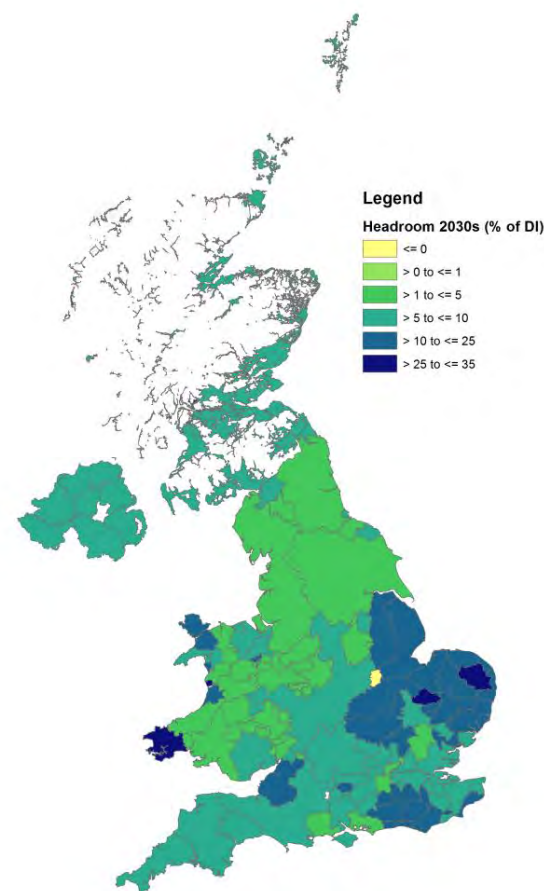 Legend
Headroom 2030s (% of DI)
<= 0
> 0 to <= 1
> 1 to <= 5
> 5 to <= 10
> 10 to <= 25
> 25 to <= 35